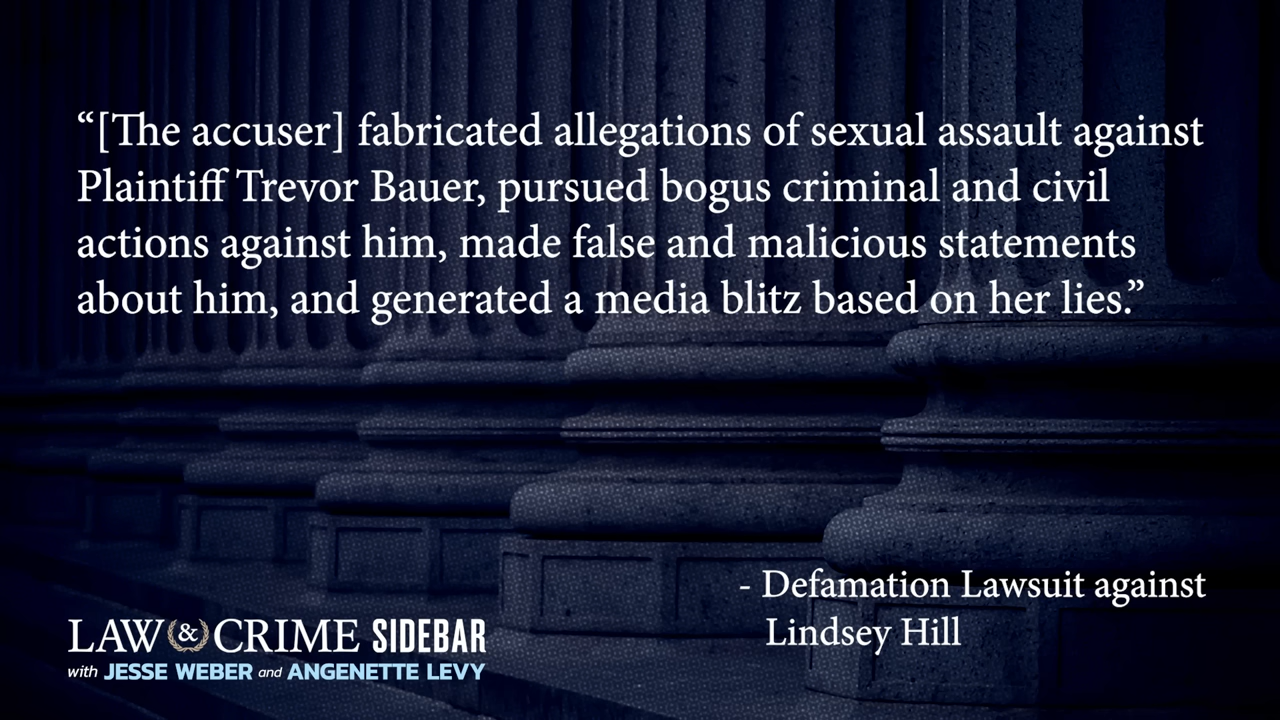 “[The accuser] fabricated allegations of sexual assault against
Plaintiff Trevor Bauer, pursued bogus criminal and civil
actions against him, made false and malicious statements
about him, and generated a media blitz based on her lies.”
- Defamation Lawsuit against
Lindsey Hill
LAW & CRIME SIDEBAR
with JESSE WEBER and ANGENETTE LEVY